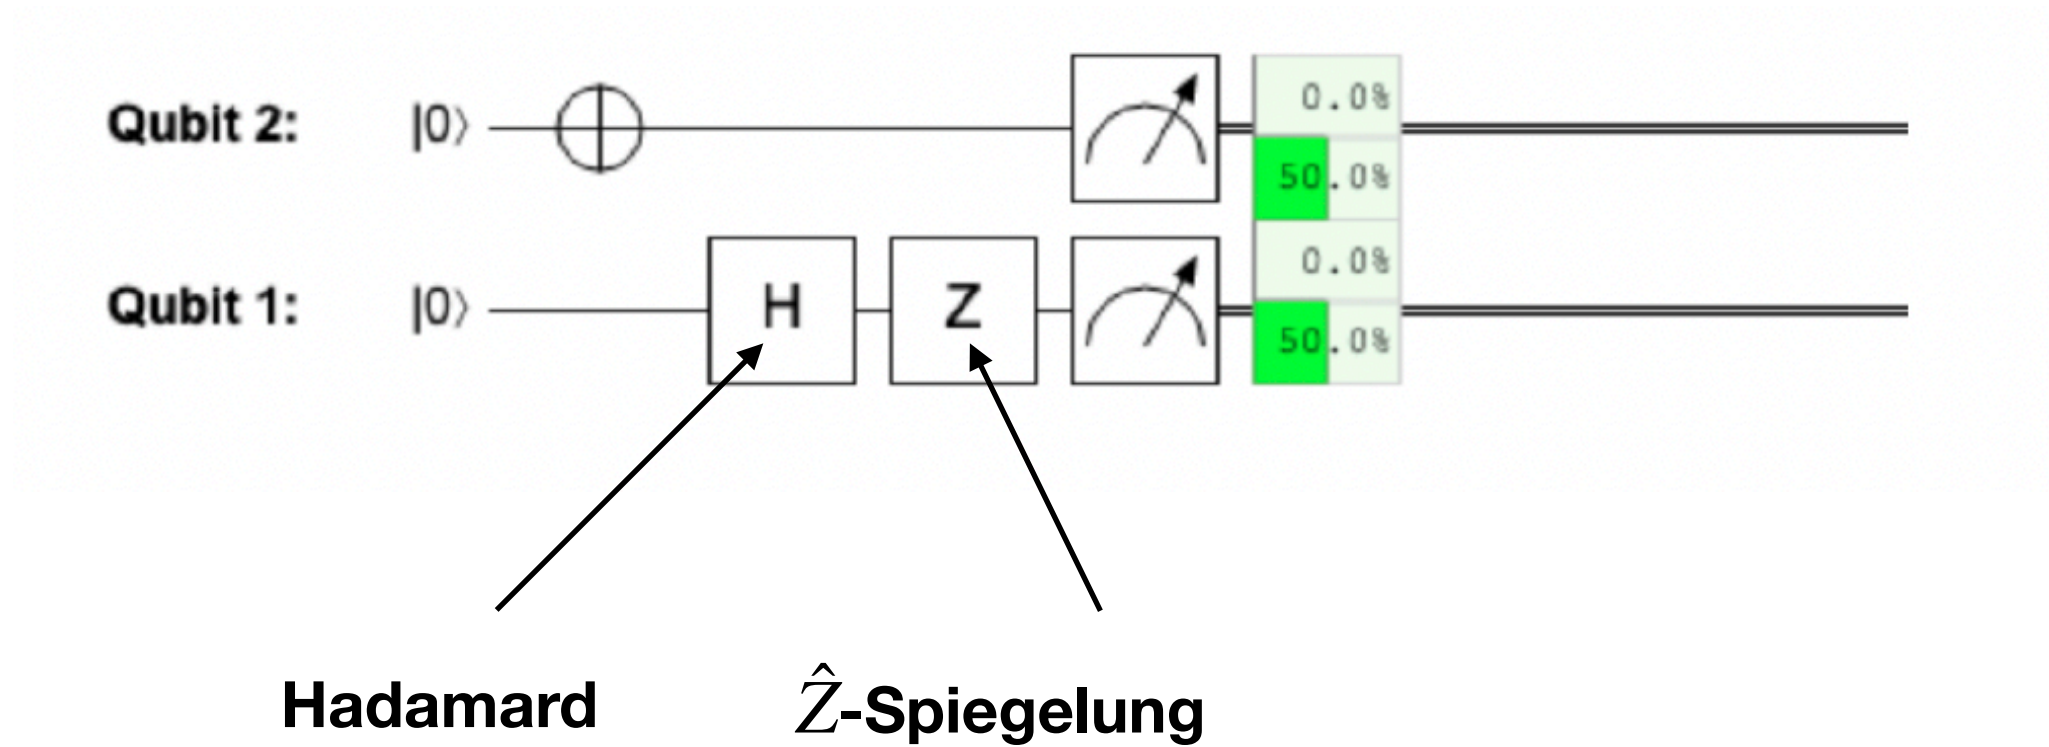 Qubit 2: |0⟩ 0.0%
50.0%
Qubit 1: |0⟩ H Z 0.0%
50.0%
Hadamard Ẑ-Spiegelung